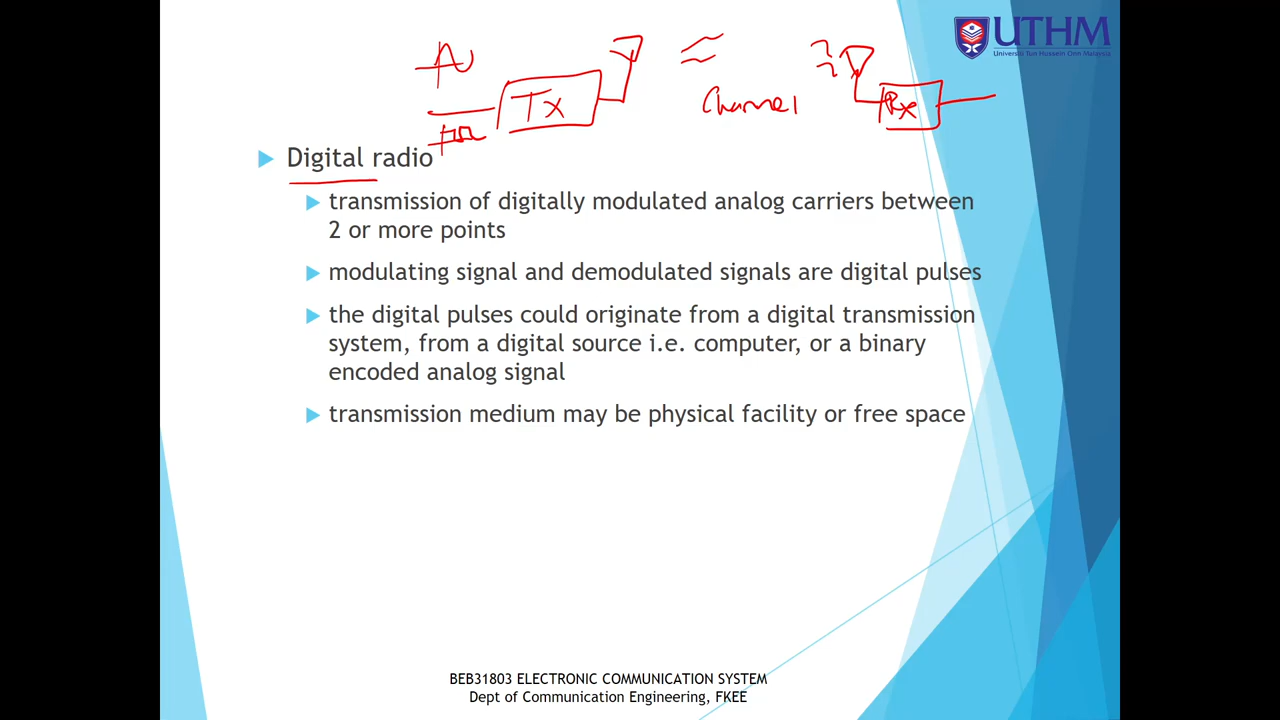 UTHM
Universiti Tun Hussein Onn Malaysia
Tx
Channel
Rx
Digital radio
transmission of digitally modulated analog carriers between
2 or more points
modulating signal and demodulated signals are digital pulses
the digital pulses could originate from a digital transmission
system, from a digital source i.e. computer, or a binary
encoded analog signal
transmission medium may be physical facility or free space
BEB31803 ELECTRONIC COMMUNICATION SYSTEM
Dept of Communication Engineering, FKEE